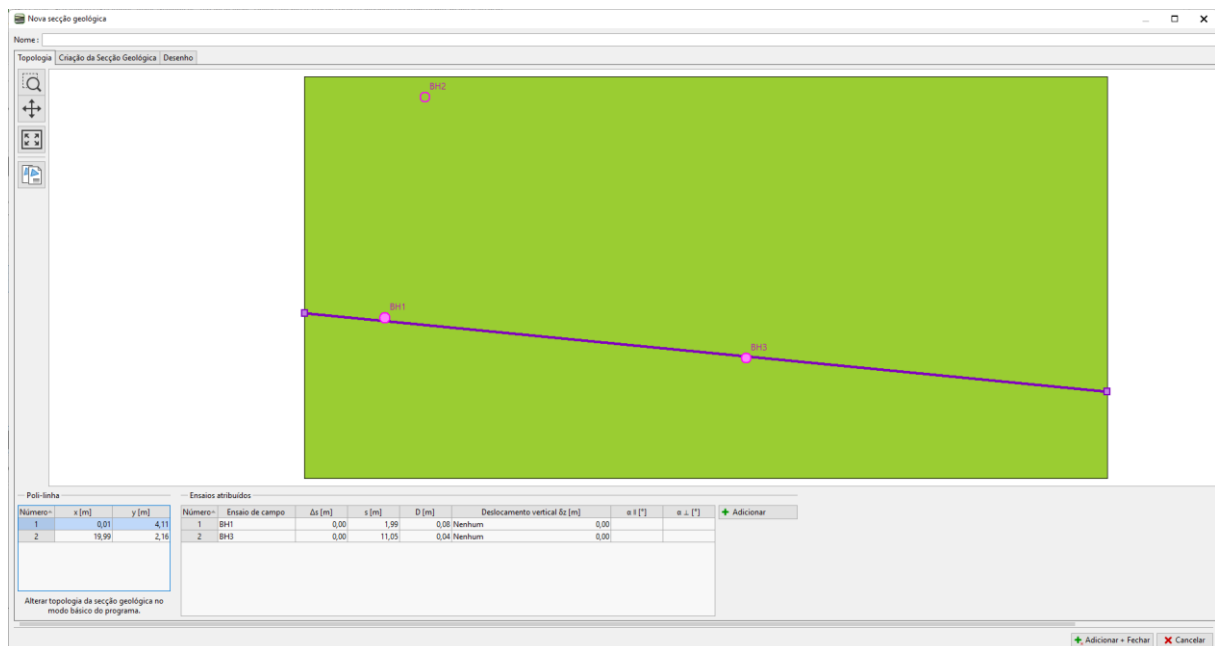 Nova secção geológica
Nome :
Topologia Criação da Secção Geológica Desenho
BH2
BH1
BH3
Poli-linha
Número x [m] y [m]
1 0,01 4,11
2 19,99 2,16
Alterar topologia da secção geológica no
modo básico do programa.
Ensaios atribuídos
Número Ensaio de campo Δs [m] s [m] D [m] Deslocamento vertical δz [m] α ∥ [°] α ⊥ [°]
1 BH1 0,00 1,99 0,08 Nenhum 0,00
2 BH3 0,00 11,05 0,04 Nenhum 0,00
Adicionar
Adicionar + Fechar Cancelar